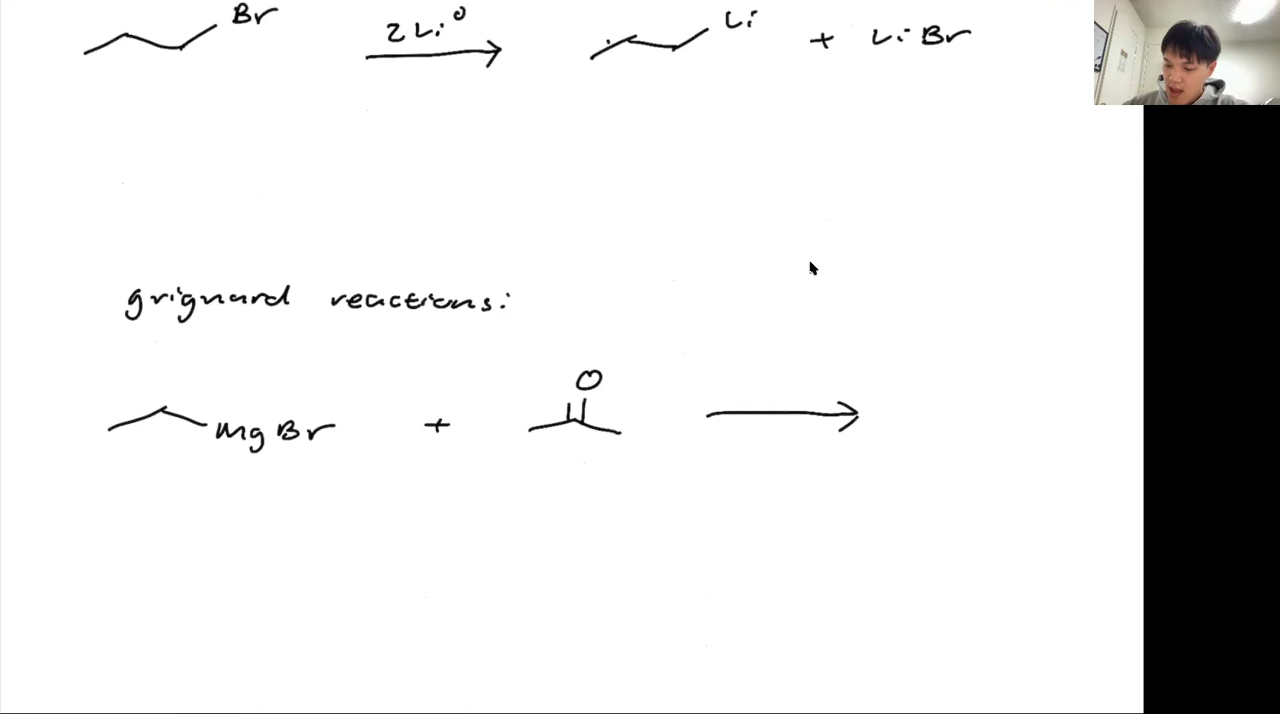 Br 2 Li⁰ Li + LiBr
grignard reactions:
O
MgBr +